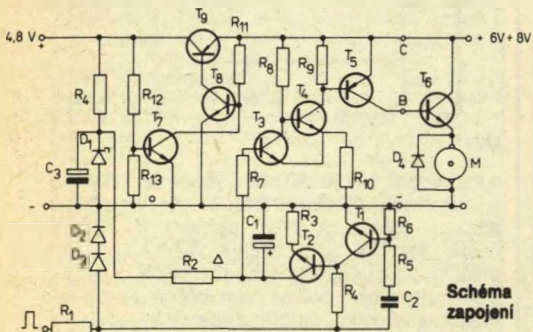 T9
R11
4,8 V
+
+ 6V ÷ 8V
C
R4
R12
T8
R8
R9
T5
T6
T4
B
D1
T7
T3
C3
R13
R7
R10
D4
M
-
-
-
D2
D3
C1
+
R3
T2
T1
R6
R5
R2
R4
C2
R1
Schéma
zapojení